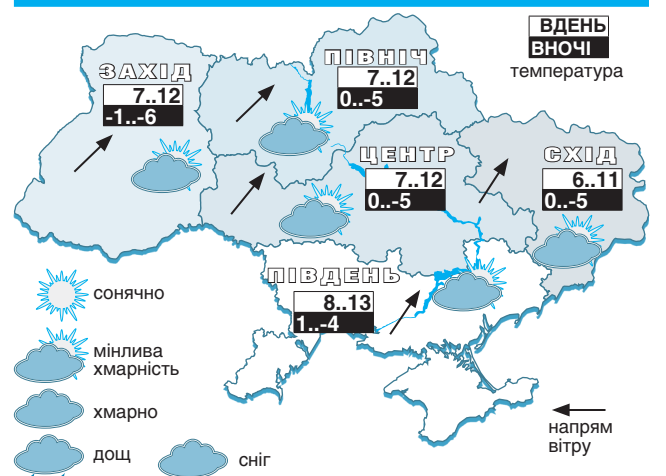 ВДЕНЬ
ВНОЧІ
температура
ПІВНІЧ
7..12
0..-5
ЗАХІД
7..12
-1..-6
ЦЕНТР
7..12
0..-5
СХІД
6..11
0..-5
ПІВДЕНЬ
8..13
1..-4
сонячно
мінлива
хмарність
хмарно
дощ
сніг
напрям
вітру